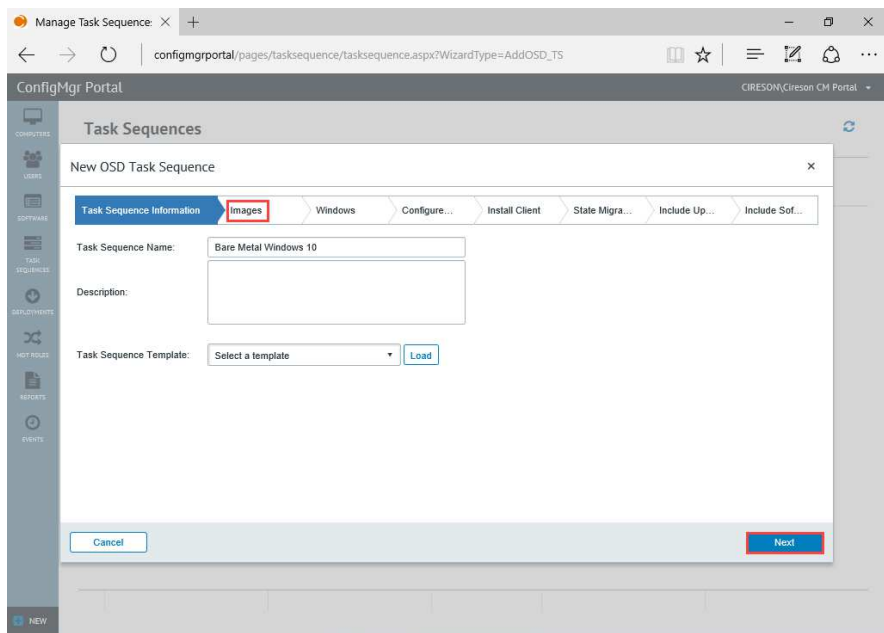 Manage Task Sequence:
configmgrportal/pages/tasksequence/tasksequence.aspx?WizardType=AddOSD_TS
ConfigMgr Portal
CIRESON\Cireson CM Portal
COMPUTERS
Task Sequences
USERS
New OSD Task Sequence
SOFTWARE
Task Sequence Information
Images
Windows
Configure...
Install Client
State Migra...
Include Up...
Include Sof...
TASK SEQUENCES
Task Sequence Name:
Bare Metal Windows 10
Description:
DEPLOYMENTS
HOT ROLES
Task Sequence Template:
Select a template
Load
REPORTS
EVENTS
Cancel
Next
NEW